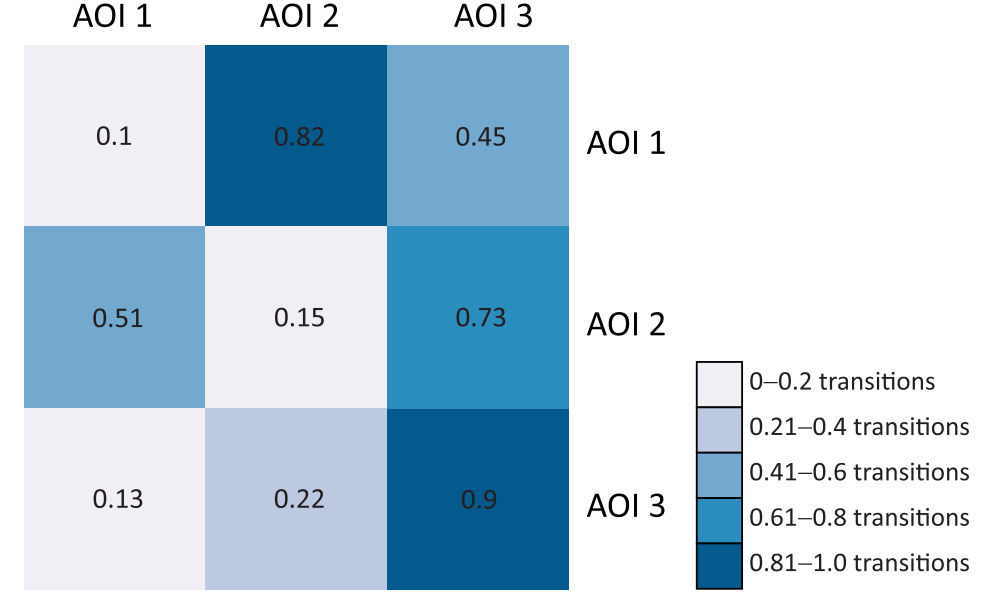 AOI 1 AOI 2 AOI 3
0.1 0.82 0.45 AOI 1
0.51 0.15 0.73 AOI 2
0.13 0.22 0.9 AOI 3
0–0.2 transitions
0.21–0.4 transitions
0.41–0.6 transitions
0.61–0.8 transitions
0.81–1.0 transitions